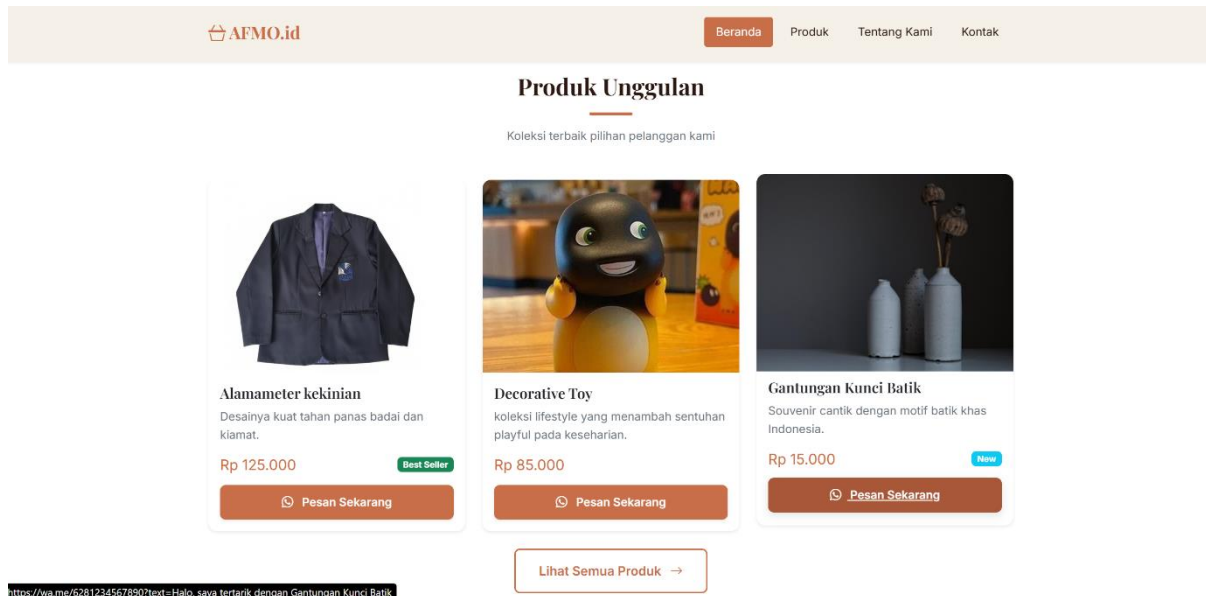 AFMO.id
Beranda Produk Tentang Kami Kontak
Produk Unggulan
Koleksi terbaik pilihan pelanggan kami
Alamameter kekinian
Desainya kuat tahan panas badai dan
kiamat.
Rp 125.000 Best Seller
Pesan Sekarang
Decorative Toy
koleksi lifestyle yang menambah sentuhan
playful pada keseharian.
Rp 85.000
Pesan Sekarang
Gantungan Kunci Batik
Souvenir cantik dengan motif batik khas
Indonesia.
Rp 15.000 New
Pesan Sekarang
Lihat Semua Produk →
https://wa.me/6281234567890?text=Halo, saya tertarik dengan Gantungan Kunci Batik